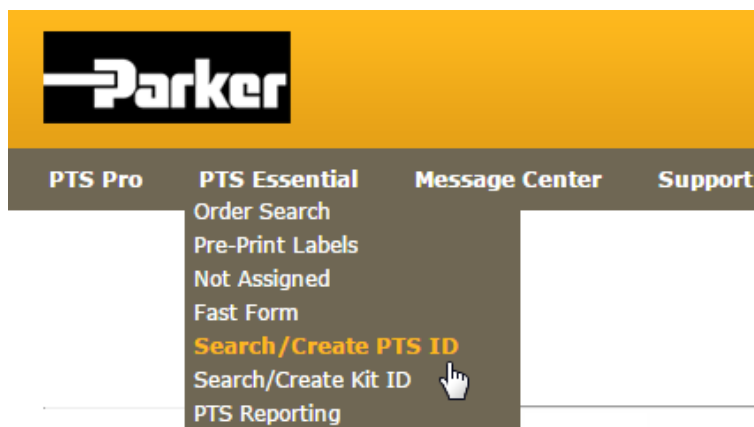 Parker
PTS Pro PTS Essential Message Center Support
Order Search
Pre-Print Labels
Not Assigned
Fast Form
Search/Create PTS ID
Search/Create Kit ID
PTS Reporting